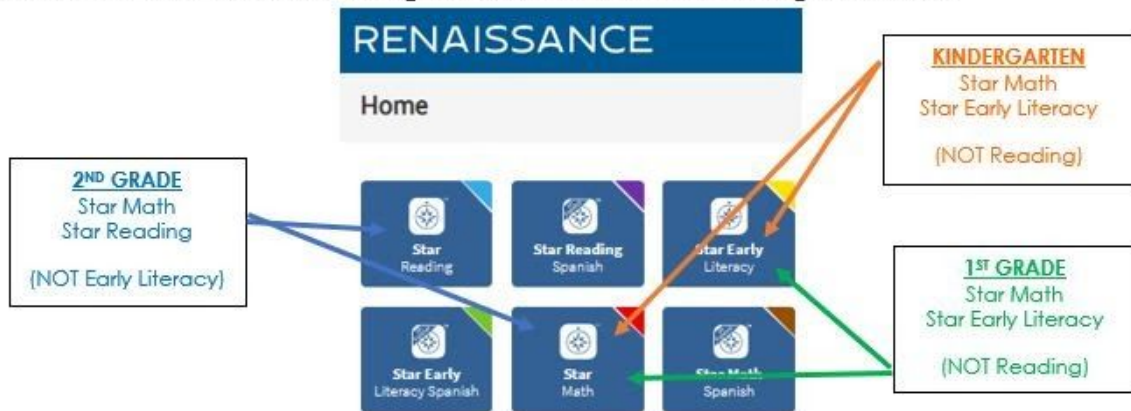 RENAISSANCE
Home
KINDERGARTEN
Star Math
Star Early Literacy
(NOT Reading)
2ND GRADE
Star Math
Star Reading
(NOT Early Literacy)
Star
Reading
Star Reading
Spanish
Star Early
Literacy
1ST GRADE
Star Math
Star Early Literacy
(NOT Reading)
Star Early
Literacy Spanish
Star
Math
Star Math
Spanish